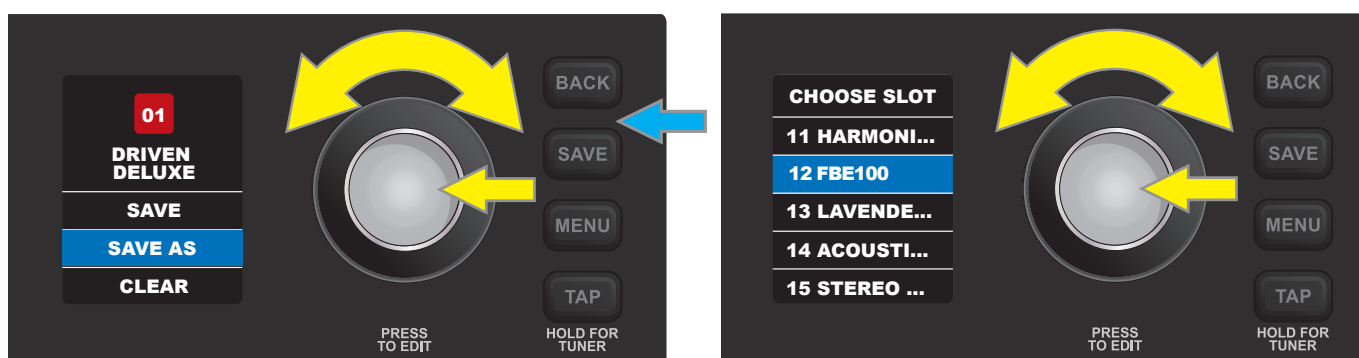 01
DRIVEN
DELUXE
SAVE
SAVE AS
CLEAR
BACK
SAVE
MENU
TAP
PRESS
TO EDIT
HOLD FOR
TUNER
CHOOSE SLOT
11 HARMONI...
12 FBE100
13 LAVENDE...
14 ACOUSTI...
15 STEREO ...
BACK
SAVE
MENU
TAP
PRESS
TO EDIT
HOLD FOR
TUNER